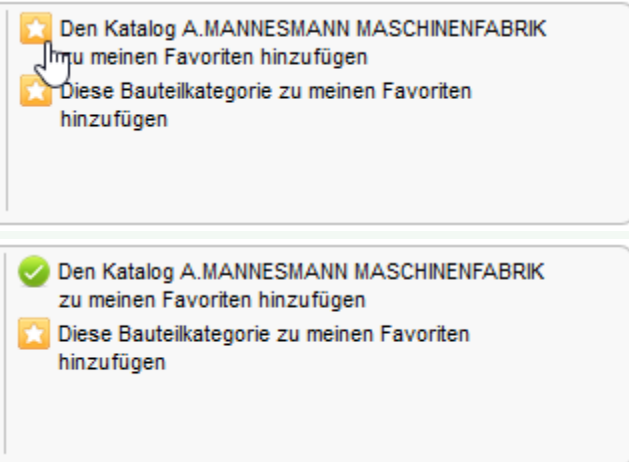 Den Katalog A.MANNESMANN MASCHINENFABRIK
zu meinen Favoriten hinzufügen
Diese Bauteilkategorie zu meinen Favoriten
hinzufügen
Den Katalog A.MANNESMANN MASCHINENFABRIK
zu meinen Favoriten hinzufügen
Diese Bauteilkategorie zu meinen Favoriten
hinzufügen